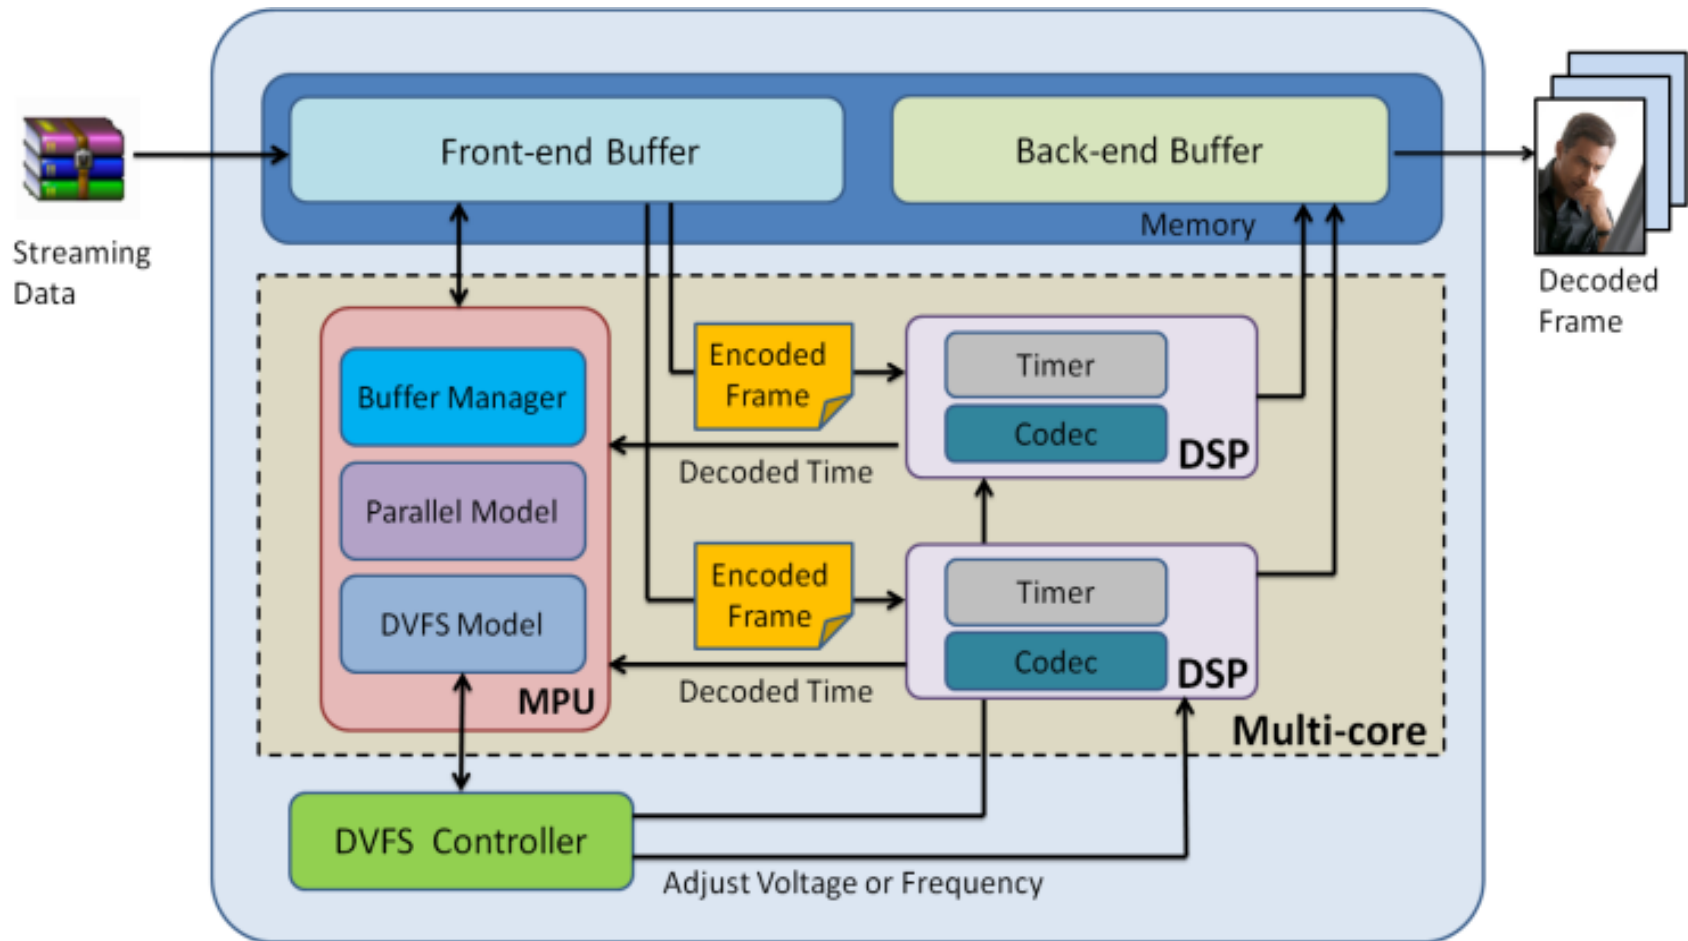 Front-end Buffer
Back-end Buffer
Memory
Streaming
Data
Decoded
Frame
Buffer Manager
Parallel Model
DVFS Model
MPU
Encoded
Frame
Timer
Codec
DSP
Decoded Time
Encoded
Frame
Timer
Codec
DSP
Decoded Time
Multi-core
DVFS Controller
Adjust Voltage or Frequency